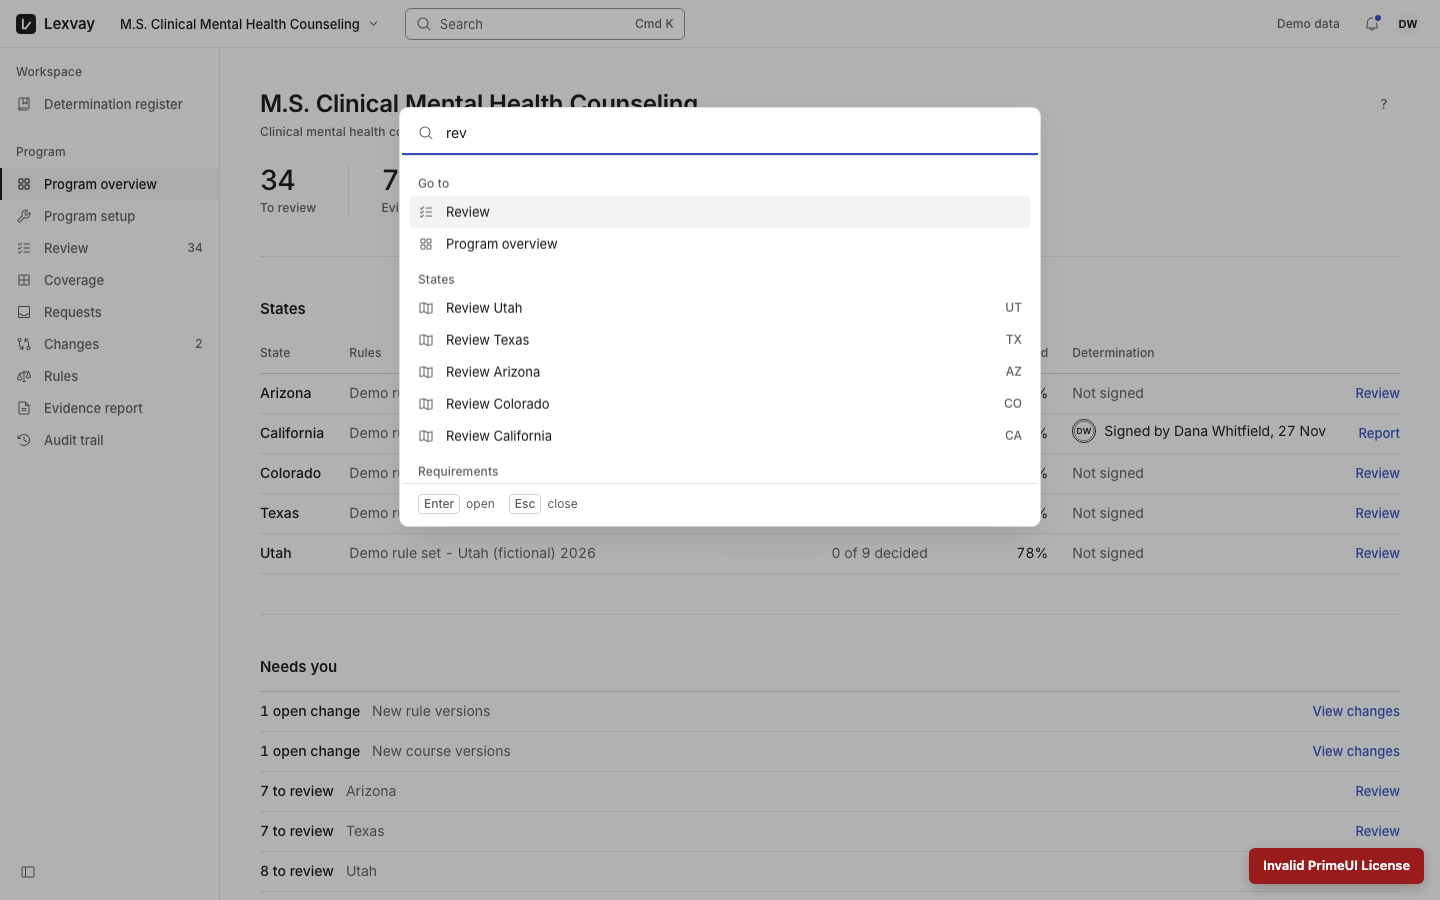 Lexvay
M.S. Clinical Mental Health Counseling
Search
Cmd K
Demo data
DW
Workspace
Determination register
Program
Program overview
Program setup
Review 34
Coverage
Requests
Changes 2
Rules
Evidence report
Audit trail
M.S. Clinical Mental Health Counseling
?
Clinical mental health
34
To review
7
rev
Go to
Review
Program overview
States
Review Utah UT
Review Texas TX
Review Arizona AZ
Review Colorado CO
Review California CA
Requirements
Enter open Esc close
States
State Rules Determination
Arizona Demo Not signed Review
California Demo DW Signed by Dana Whitfield, 27 Nov Report
Colorado Demo Not signed Review
Texas Demo Not signed Review
Utah Demo rule set - Utah (fictional) 2026 0 of 9 decided 78% Not signed Review
Needs you
1 open change New rule versions View changes
1 open change New course versions View changes
7 to review Arizona Review
7 to review Texas Review
8 to review Utah
Invalid PrimeUI License